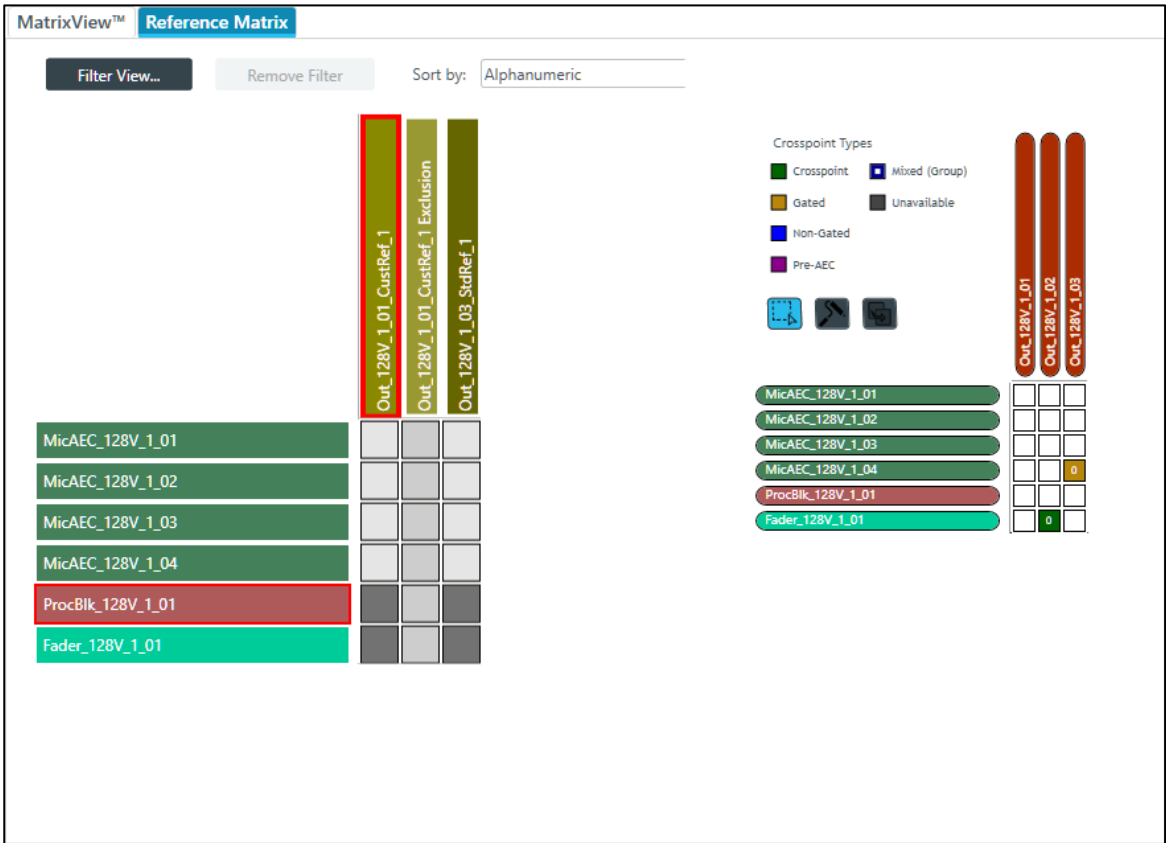 MatrixView™ Reference Matrix
Filter View... Remove Filter Sort by: Alphanumeric
Out_128V_1_01_CustRef_1
Out_128V_1_01_CustRef_1 Exclusion
Out_128V_1_03_StdRef_1
MicAEC_128V_1_01
MicAEC_128V_1_02
MicAEC_128V_1_03
MicAEC_128V_1_04
ProcBlk_128V_1_01
Fader_128V_1_01
Crosspoint Types
Crosspoint Mixed (Group)
Gated Unavailable
Non-Gated
Pre-AEC
Out_128V_1_01
Out_128V_1_02
Out_128V_1_03
MicAEC_128V_1_01
MicAEC_128V_1_02
MicAEC_128V_1_03
MicAEC_128V_1_04 0
ProcBlk_128V_1_01
Fader_128V_1_01 0